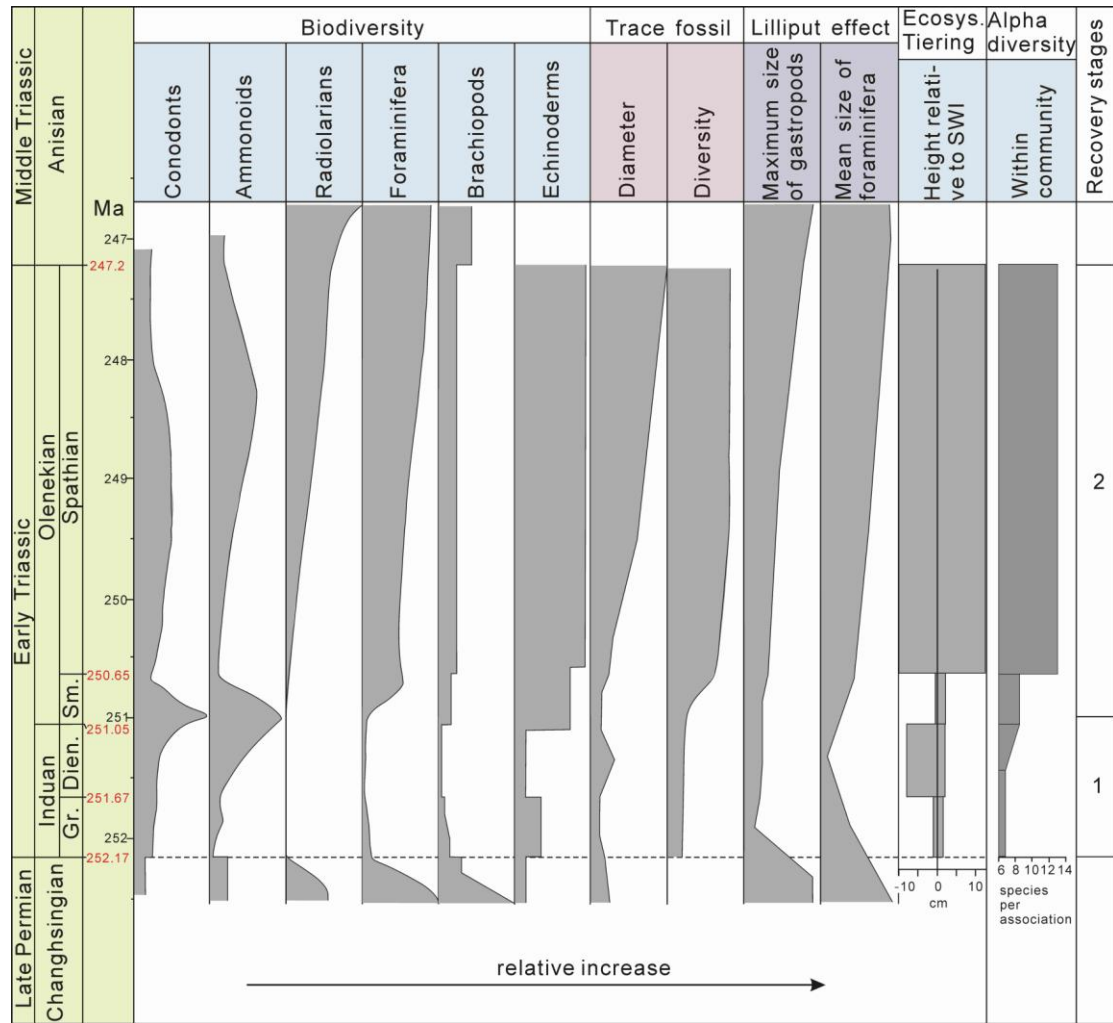 Biodiversity
Trace fossil
Lilliput effect
Ecosys.
Tiering
Alpha
diversity
Recovery stages
Middle Triassic
Anisian
Conodonts
Ammonoids
Radiolarians
Foraminifera
Brachiopods
Echinoderms
Diameter
Diversity
Maximum size
of gastropods
Mean size of
foraminifera
Height relati-
ve to SWI
Within
community
Ma
247
247.2
248
249
250
250.65
251
251.05
251.67
252
252.17
Early Triassic
Olenekian
Spathian
Sm.
Induan
Dien.
Gr.
2
1
Late Permian
Changhsingian
-10 0 10
cm
6 8 10 12 14
species
per
association
relative increase